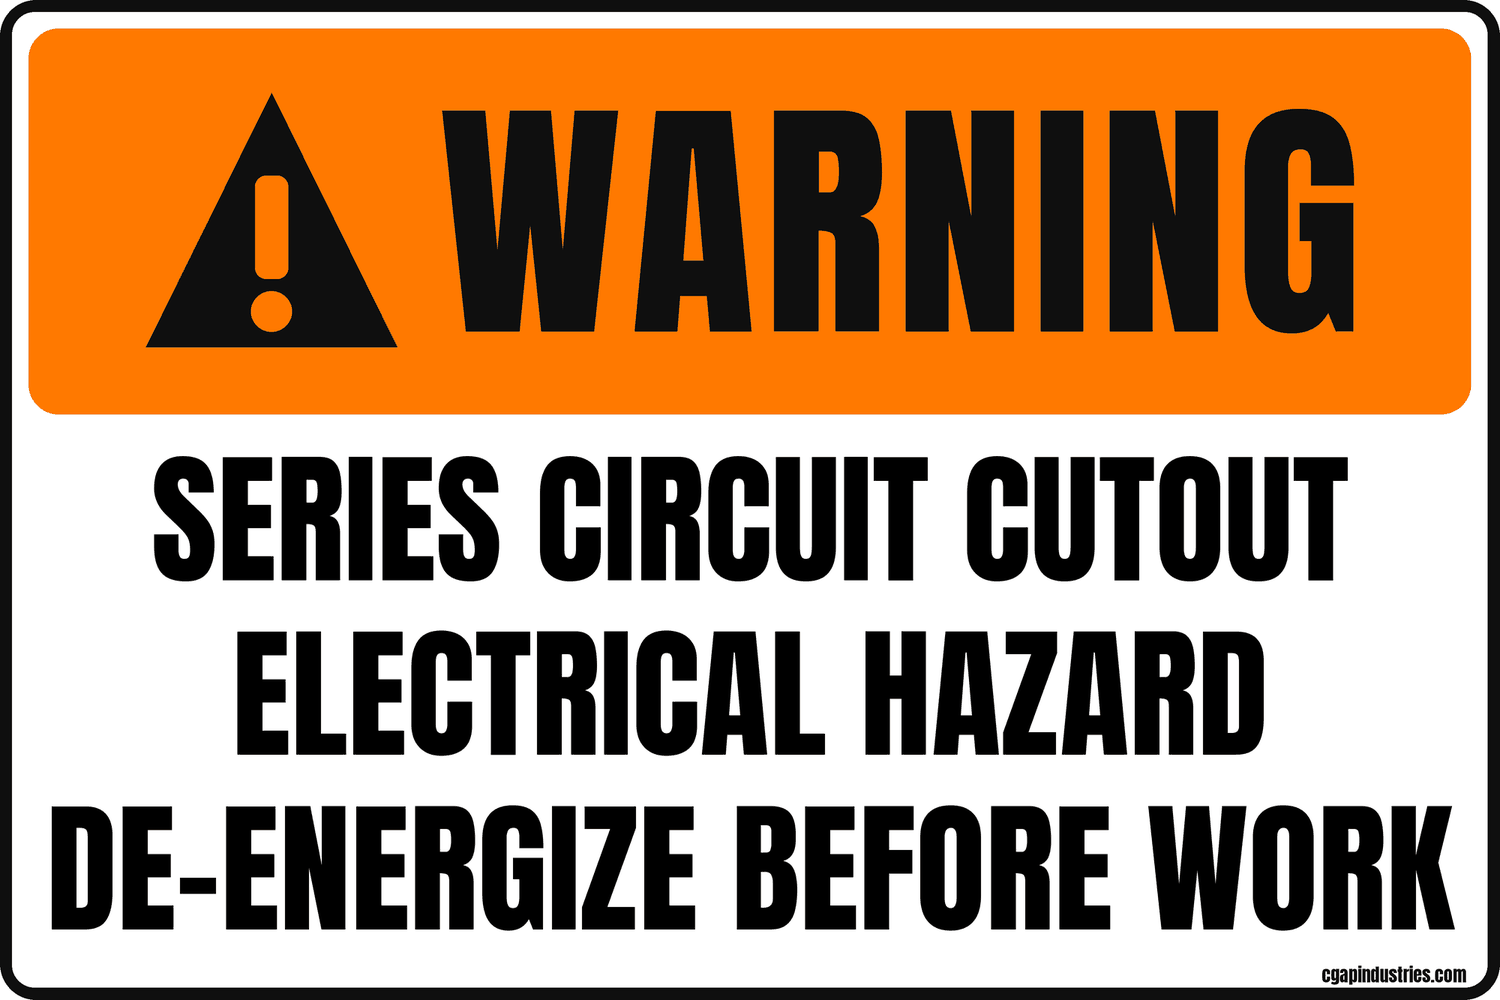 WARNING
SERIES CIRCUIT CUTOUT
ELECTRICAL HAZARD
DE-ENERGIZE BEFORE WORK
cgapindustries.com